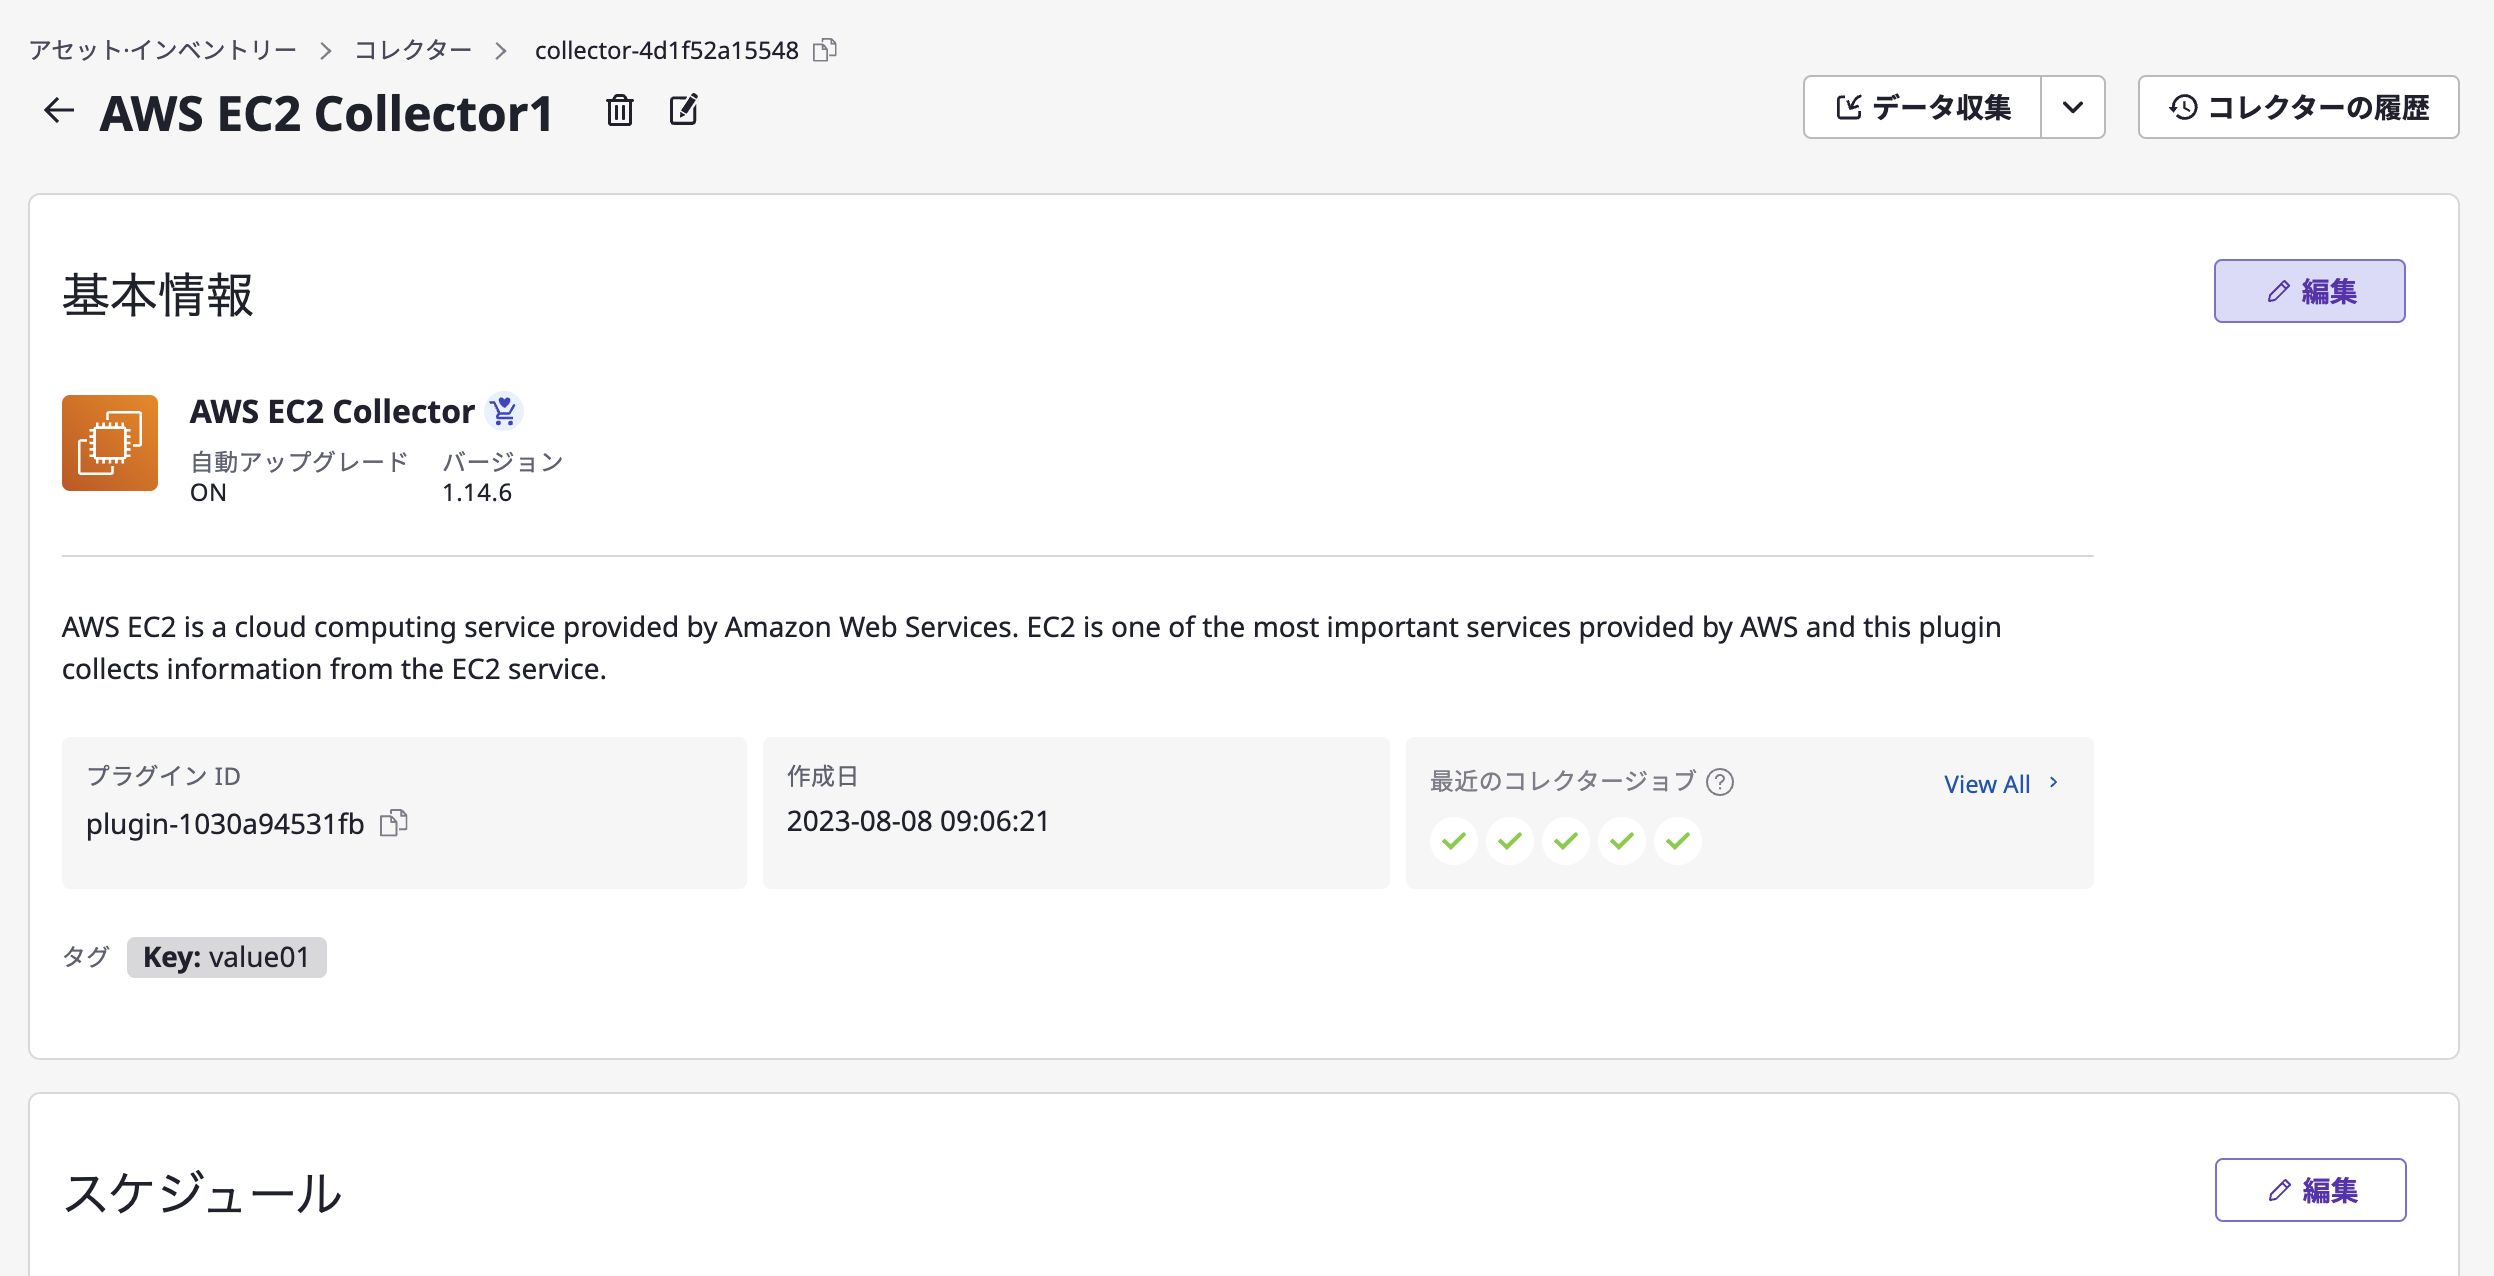 アセット·インベントリー > コレクター > collector-4d1f52a15548
AWS EC2 Collector1
データ収集
コレクターの履歴
基本情報
編集
AWS EC2 Collector
自動アップグレード バージョン
ON 1.14.6
AWS EC2 is a cloud computing service provided by Amazon Web Services. EC2 is one of the most important services provided by AWS and this plugin
collects information from the EC2 service.
プラグイン ID
plugin-1030a94531fb
作成日
2023-08-08 09:06:21
最近のコレクタージョブ ?
View All >
タグ Key: value01
スケジュール
編集